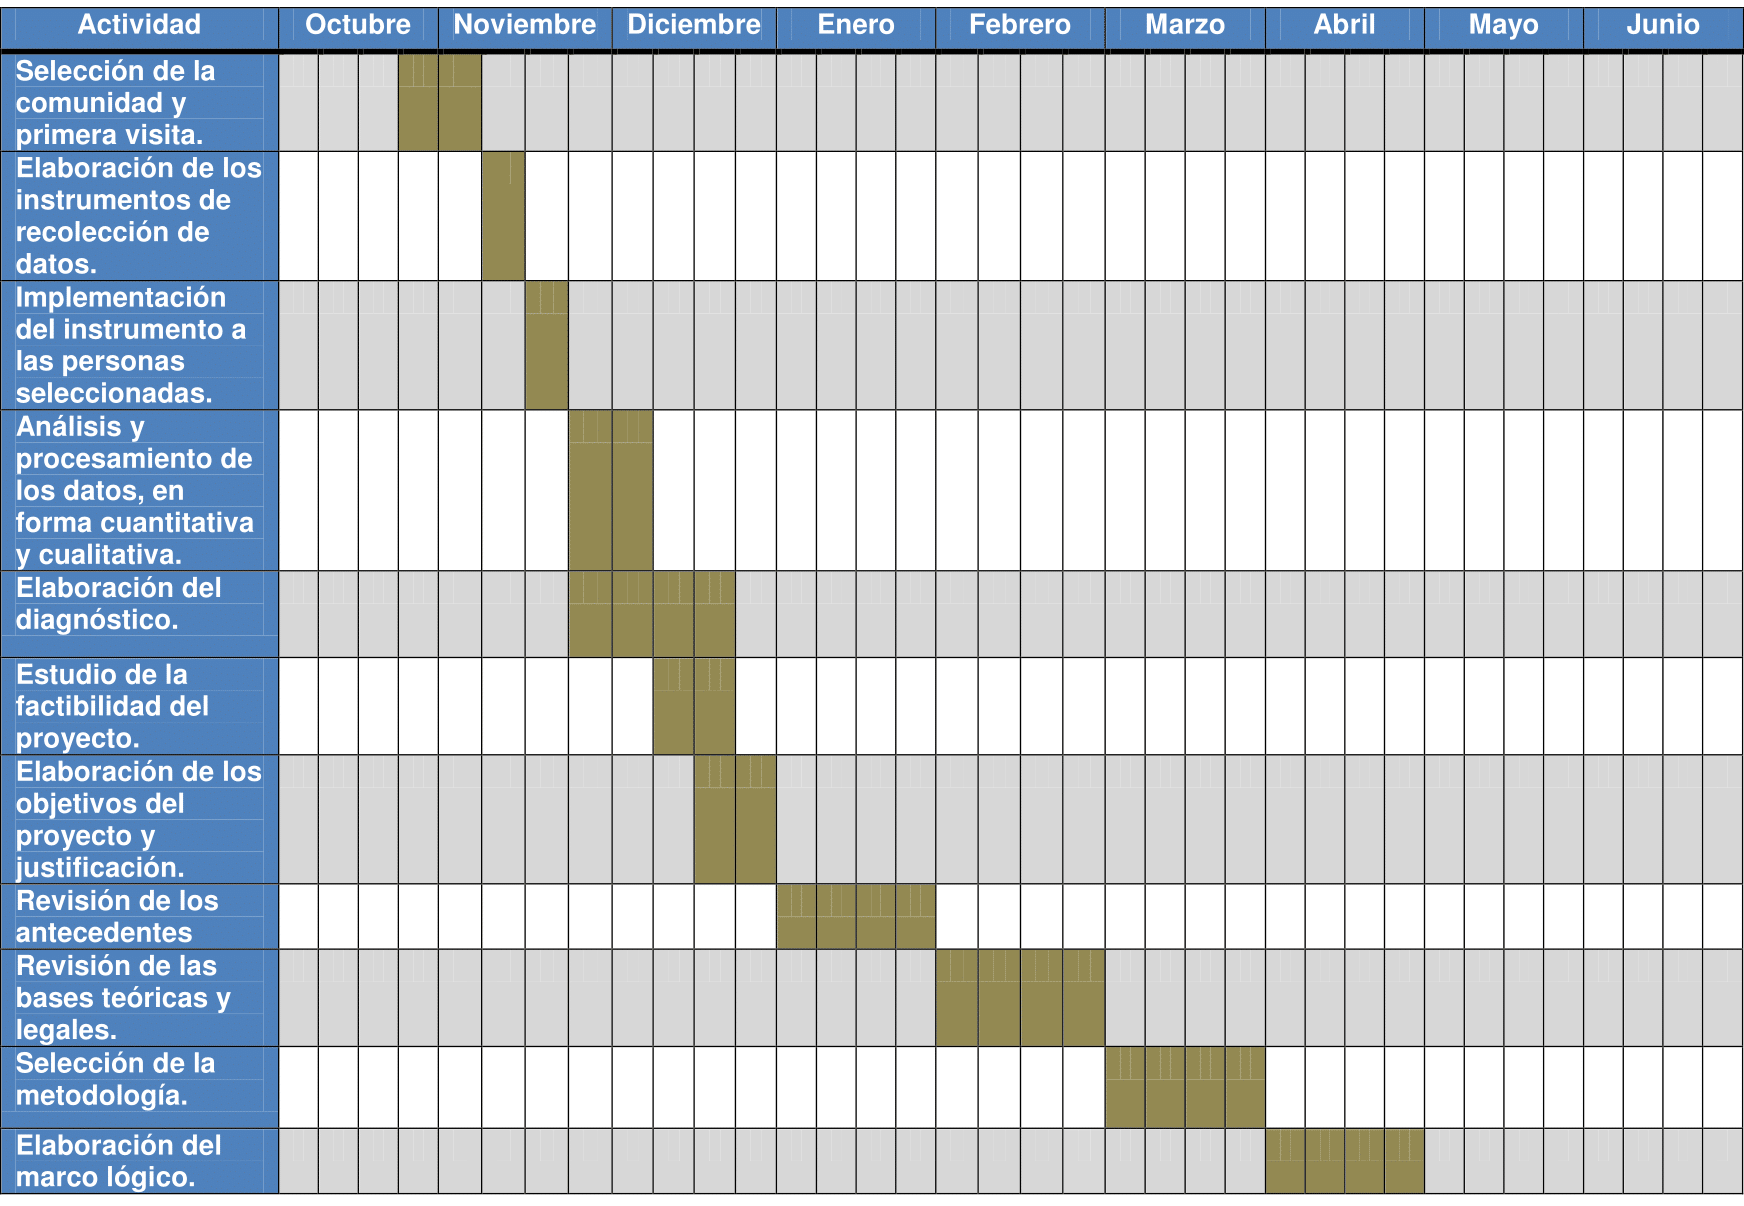 Actividad Octubre Noviembre Diciembre Enero Febrero Marzo Abril Mayo Junio
Selección de la
comunidad y
primera visita.
Elaboración de los
instrumentos de
recolección de
datos.
Implementación
del instrumento a
las personas
seleccionadas.
Análisis y
procesamiento de
los datos, en
forma cuantitativa
y cualitativa.
Elaboración del
diagnóstico.
Estudio de la
factibilidad del
proyecto.
Elaboración de los
objetivos del
proyecto y
justificación.
Revisión de los
antecedentes
Revisión de las
bases teóricas y
legales.
Selección de la
metodología.
Elaboración del
marco lógico.